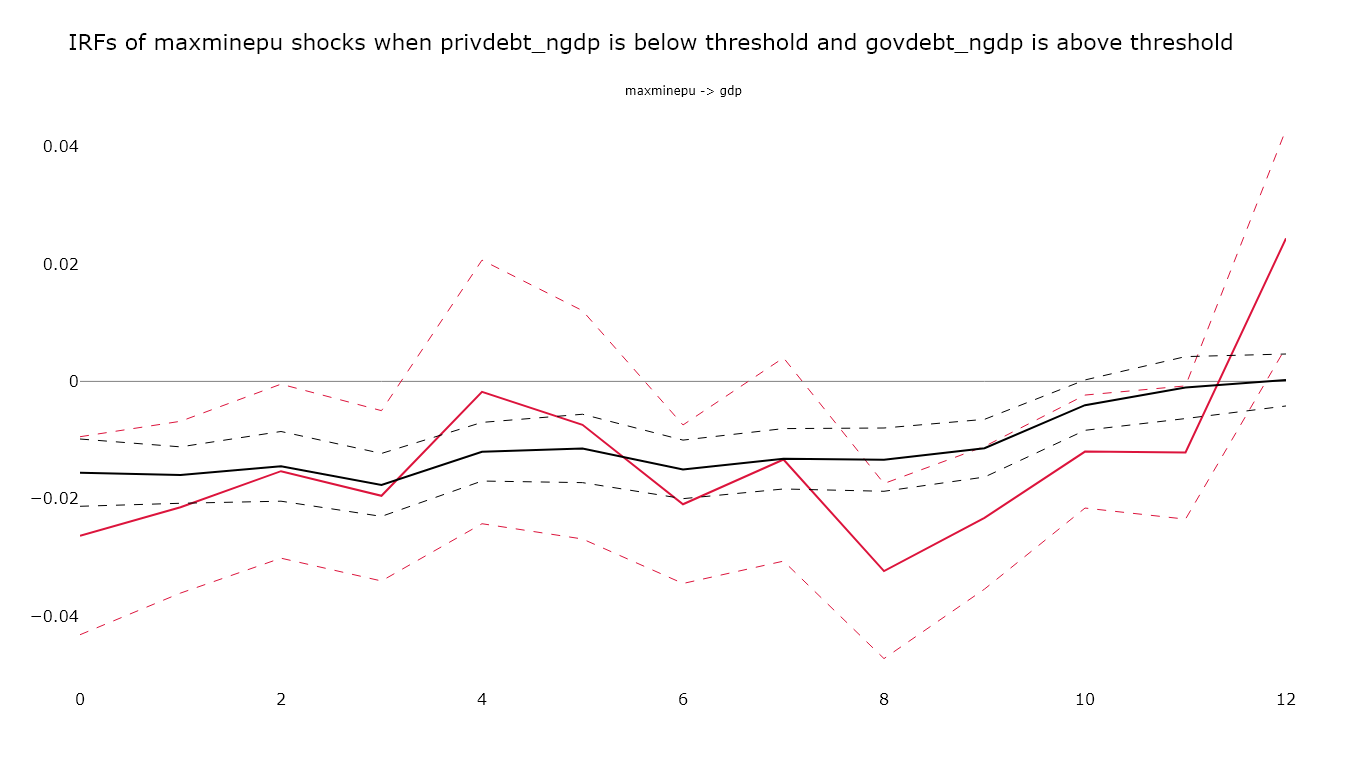 IRFs of maxminepu shocks when privdebt_ngdp is below threshold and govdebt_ngdp is above threshold
maxminepu -> gdp
0.04
0.02
0
−0.02
−0.04
0 2 4 6 8 10 12